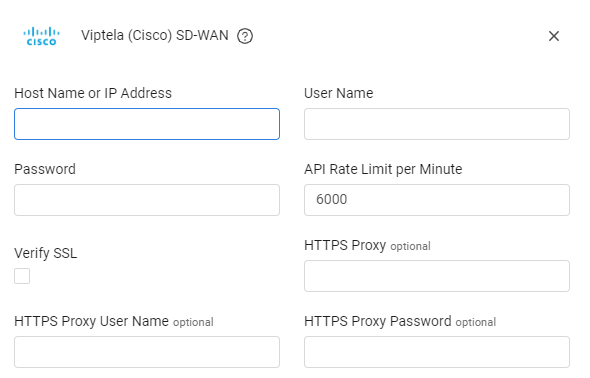 CISCO
Viptela (Cisco) SD-WAN ?
Host Name or IP Address
User Name
Password
API Rate Limit per Minute
6000
Verify SSL
HTTPS Proxy optional
HTTPS Proxy User Name optional
HTTPS Proxy Password optional